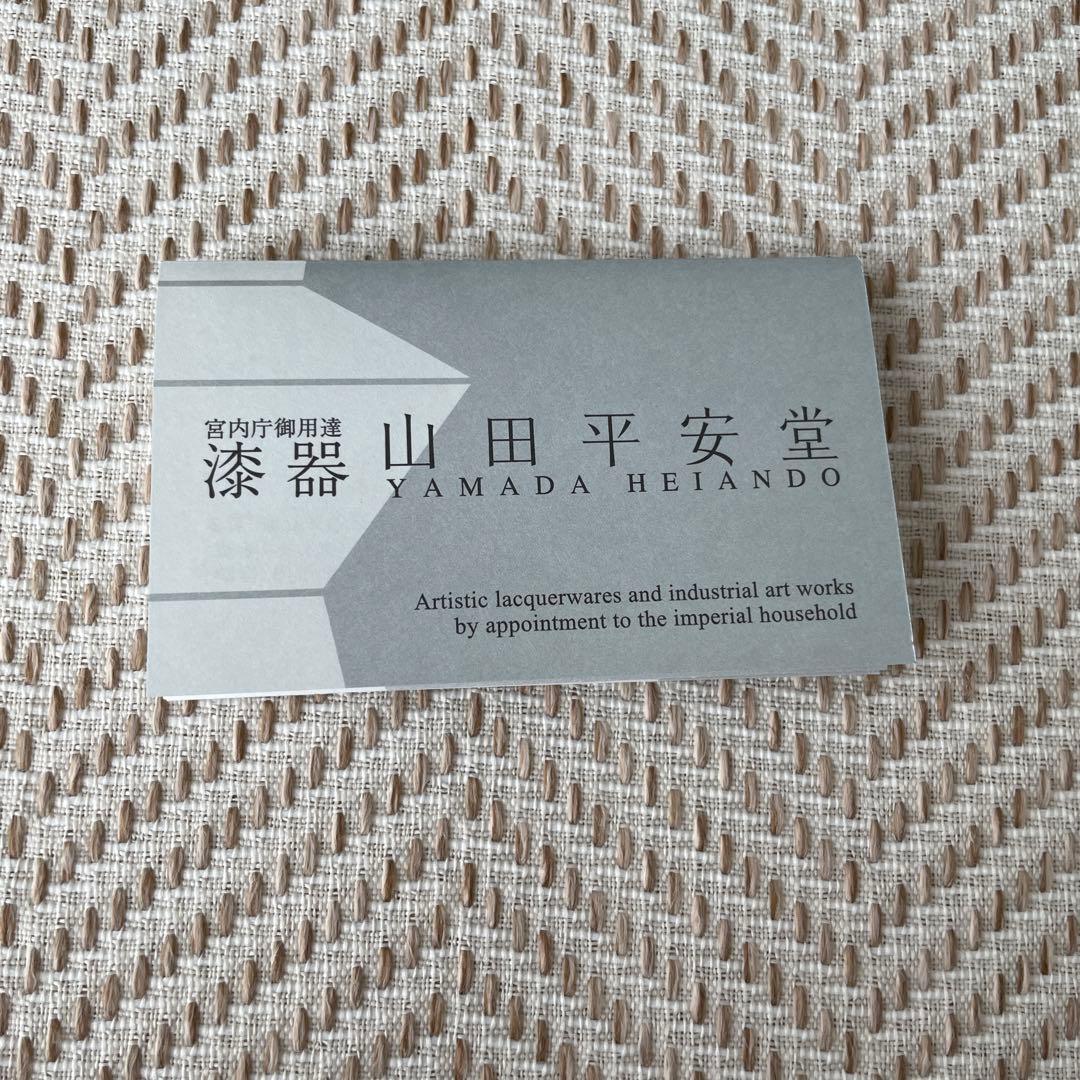 宮内庁御用達
漆器 山田平安堂
YAMADA HEIANDO
Artistic lacquerwares and industrial art works
by appointment to the imperial household